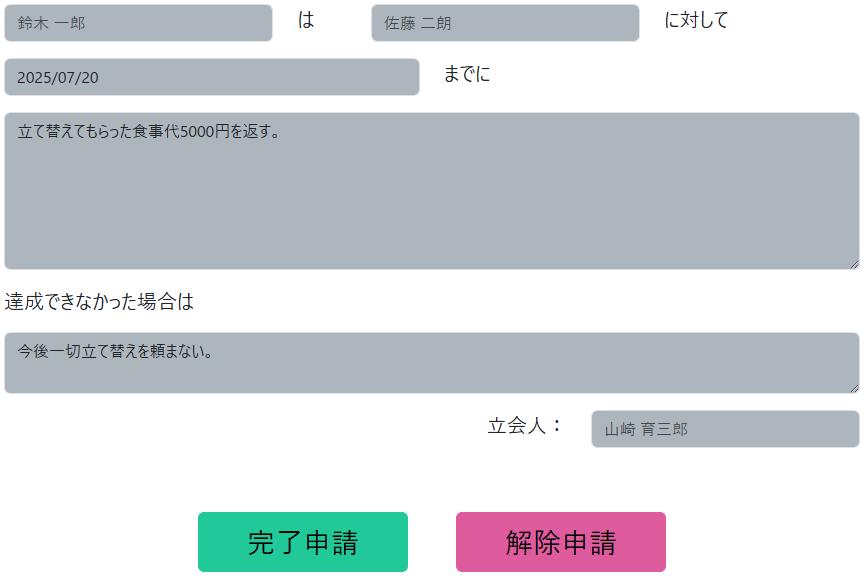 鈴木 一郎 は 佐藤 二朗 に対して
2025/07/20 までに
立て替えてもらった食事代5000円を返す。
達成できなかった場合は
今後一切立て替えを頼まない。
立会人： 山崎 育三郎
完了申請 解除申請